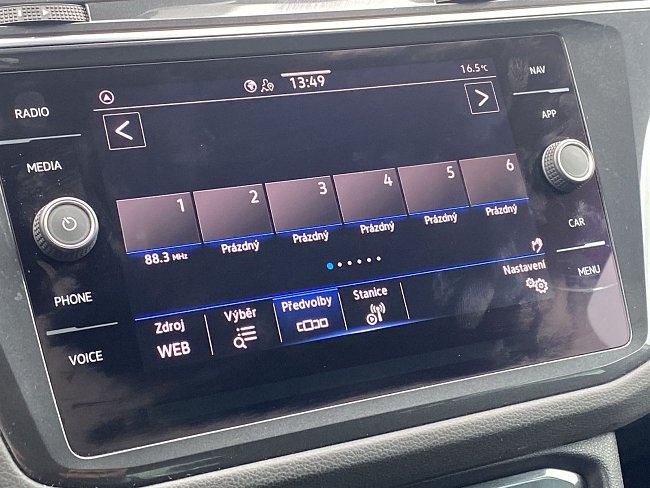 RADIO
MEDIA
PHONE
VOICE
NAV
APP
CAR
MENU
13:49
16.5°C
1 2 3 4 5 6
88.3 MHz Prázdný Prázdný Prázdný Prázdný Prázdný
Nastavení
Zdroj Výběr Předvolby Stanice
WEB